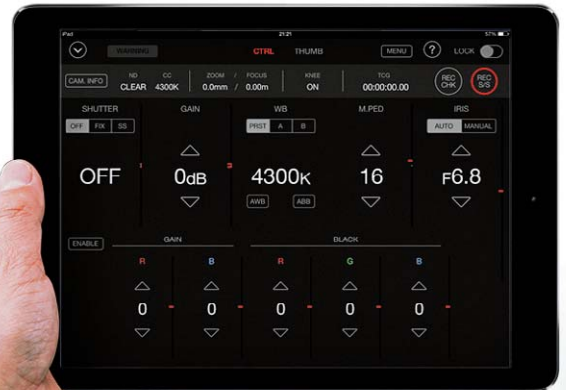 iPad 21:21 57%
WARNING CTRL THUMB MENU ? LOCK
CAM. INFO ND CC ZOOM / FOCUS KNEE TCG REC CHK REC S/S
CLEAR 4300K 0.0mm / 0.00m ON 00:00:00.00
SHUTTER GAIN WB M.PED IRIS
OFF FIX SS PRST A B AUTO MANUAL
OFF 0dB 4300K 16 F6.8
AWB ABB
ENABLE GAIN BLACK
R B R G B
0 0 0 0 0